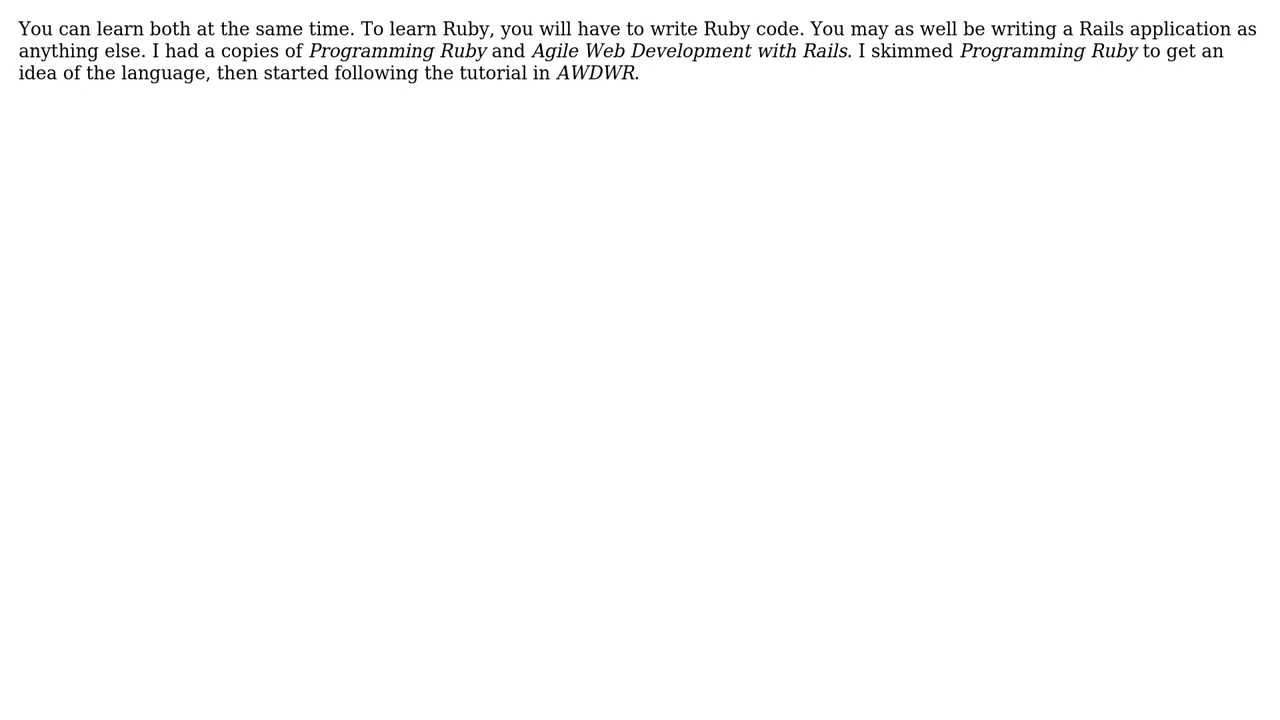 You can learn both at the same time. To learn Ruby, you will have to write Ruby code. You may as well be writing a Rails application as
anything else. I had a copies of Programming Ruby and Agile Web Development with Rails. I skimmed Programming Ruby to get an
idea of the language, then started following the tutorial in AWDWR.